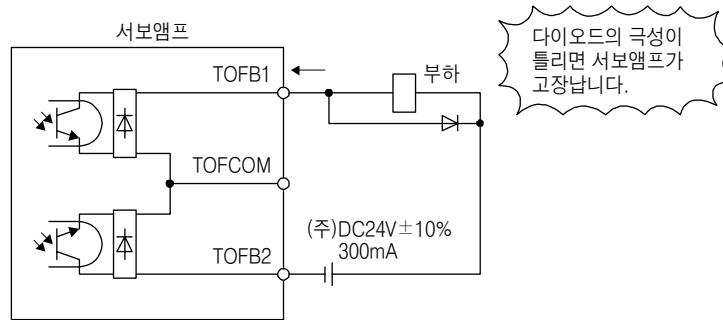 서보앰프
다이오드의 극성이
틀리면 서보앰프가
고장납니다.
TOFB1
부하
TOFCOM
(주)DC24V±10%
300mA
TOFB2